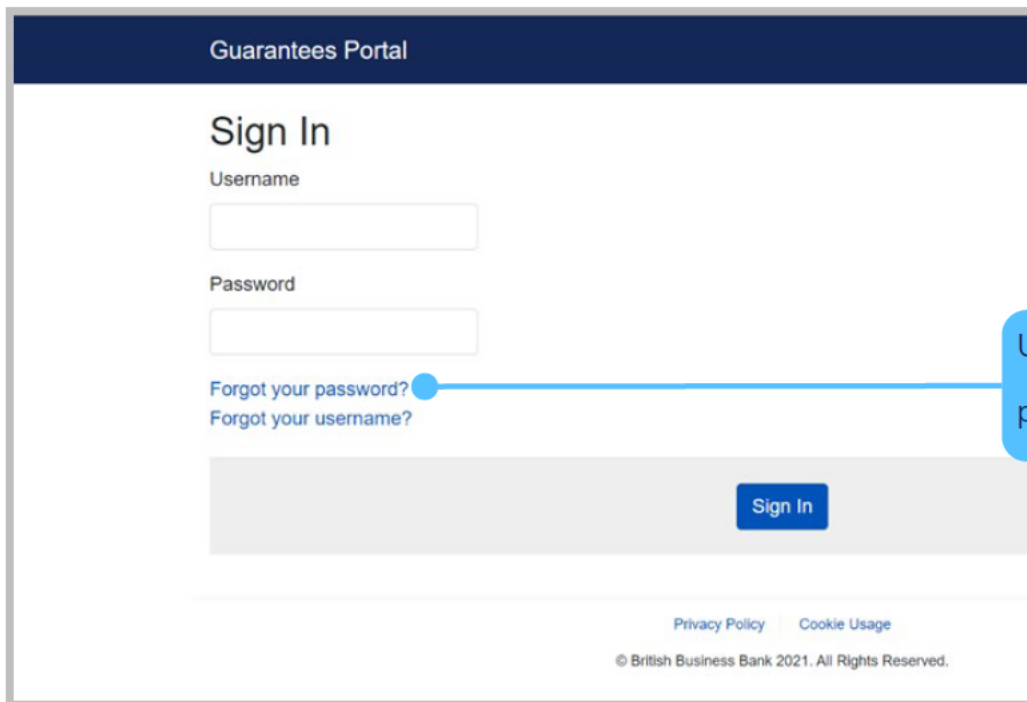 Guarantees Portal
Sign In
Username
Password
Forgot your password?
Forgot your username?
Sign In
Privacy Policy Cookie Usage
© British Business Bank 2021. All Rights Reserved.